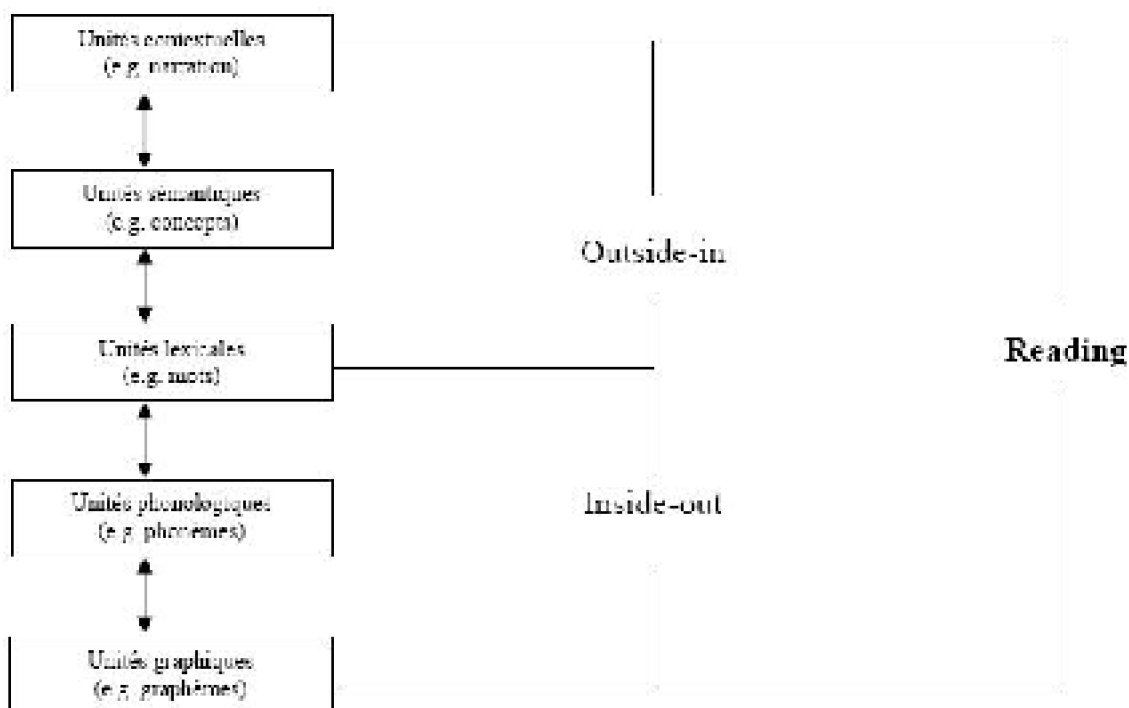 Unités contextuelles
(e.g. narration)
Unités sémantiques
(e.g. concepts)
Outside-in
Unités lexicales
(e.g. mots)
Reading
Unités phonologiques
(e.g. phonèmes)
Inside-out
Unités graphiques
(e.g. graphèmes)